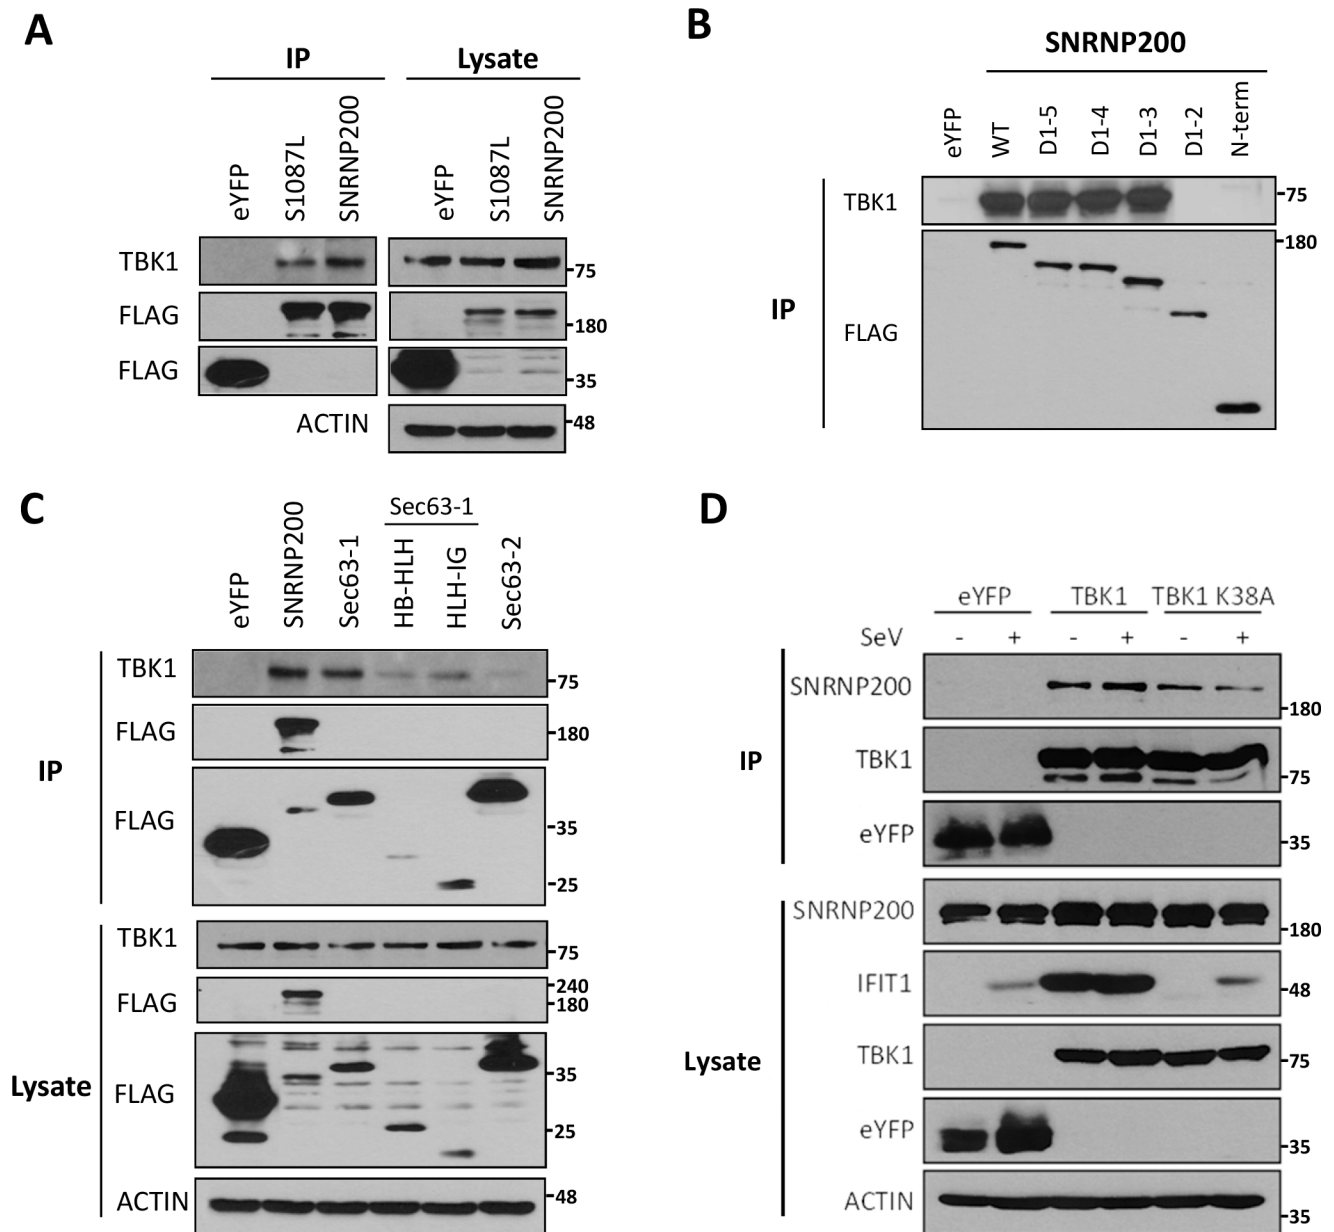 A
IP
Lysate
eYFP
S1087L
SNRNP200
eYFP
S1087L
SNRNP200
TBK1
-75
FLAG
-180
FLAG
-35
ACTIN
-48
B
SNRNP200
eYFP
WT
D1-5
D1-4
D1-3
D1-2
N-term
IP
TBK1
-75
-180
FLAG
C
Sec63-1
eYFP
SNRNP200
Sec63-1
HB-HLH
HLH-IG
Sec63-2
IP
TBK1
-75
FLAG
-180
FLAG
-35
-25
Lysate
TBK1
-75
FLAG
-240
-180
FLAG
-35
-25
ACTIN
-48
D
eYFP
TBK1
TBK1 K38A
SeV - + - + - +
IP
SNRNP200
-180
TBK1
-75
eYFP
-35
Lysate
SNRNP200
-180
IFIT1
-48
TBK1
-75
eYFP
-35
ACTIN
-35